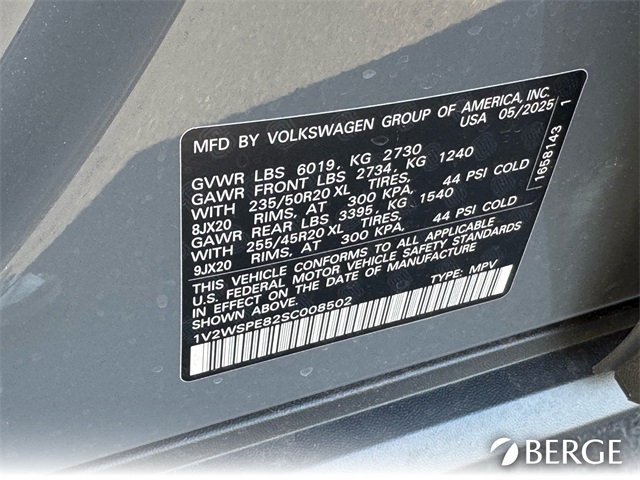 MFD BY VOLKSWAGEN GROUP OF AMERICA, INC.
USA 05/2025
GVWR LBS 6019, KG 2730
GAWR FRONT LBS 2734, KG 1240
WITH 235/50R20 XL TIRES,
8JX20 RIMS, AT 300 KPA, 44 PSI COLD
GAWR REAR LBS 3395, KG 1540
WITH 255/45R20 XL TIRES,
9JX20 RIMS, AT 300 KPA, 44 PSI COLD
THIS VEHICLE CONFORMS TO ALL APPLICABLE
U.S. FEDERAL MOTOR VEHICLE SAFETY STANDARDS
IN EFFECT ON THE DATE OF MANUFACTURE
SHOWN ABOVE. TYPE: MPV
1V2WSPE82SC008502
1658143 1
BERGE